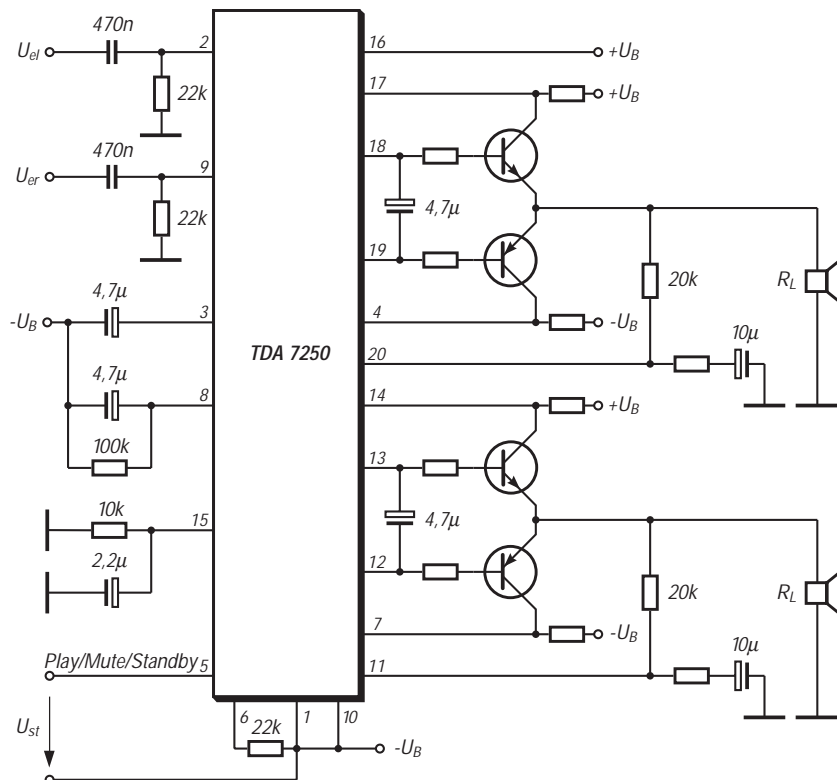 470n
U_el
2
16
+U_B
22k
17
+U_B
18
470n
U_er
9
4,7µ
22k
19
20k
R_L
4,7µ
-U_B
3
4
-U_B
10µ
TDA 7250
20
4,7µ
8
14
+U_B
100k
13
10k
15
4,7µ
2,2µ
12
20k
R_L
7
-U_B
10µ
Play/Mute/Standby
5
11
6
22k
1
10
U_st
-U_B